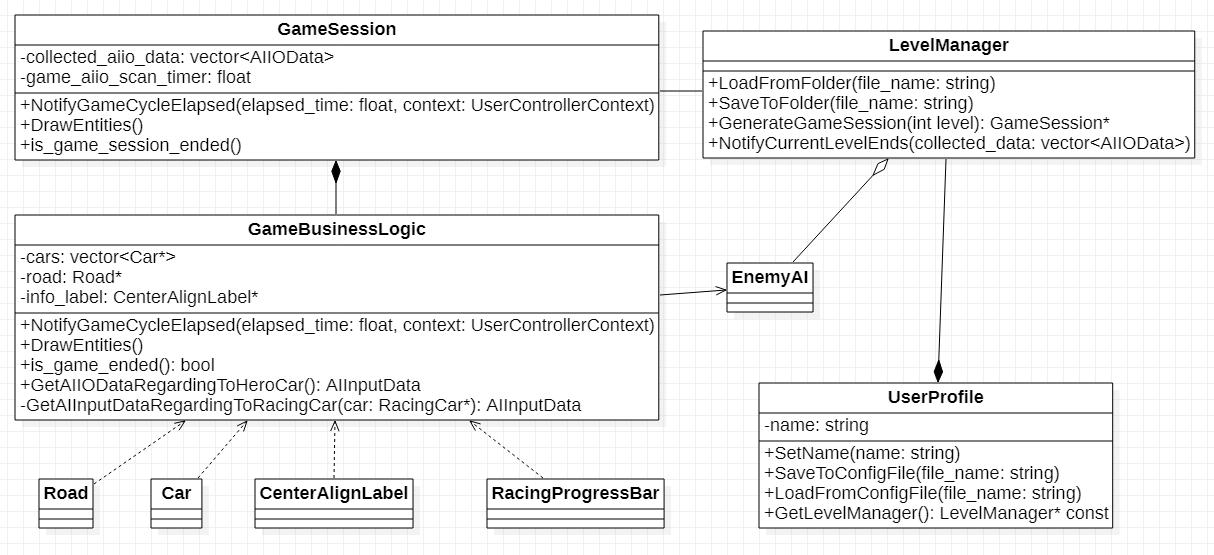 GameSession
-collected_aiio_data: vector<AIIOData>
-game_aiio_scan_timer: float
+NotifyGameCycleElapsed(elapsed_time: float, context: UserControllerContext)
+DrawEntities()
+is_game_session_ended()
LevelManager
+LoadFromFolder(file_name: string)
+SaveToFolder(file_name: string)
+GenerateGameSession(int level): GameSession*
+NotifyCurrentLevelEnds(collected_data: vector<AIIOData>)
GameBusinessLogic
-cars: vector<Car*>
-road: Road*
-info_label: CenterAlignLabel*
+NotifyGameCycleElapsed(elapsed_time: float, context: UserControllerContext)
+DrawEntities()
+is_game_ended(): bool
+GetAIIODataRegardingToHeroCar(): AIInputData
-GetAIInputDataRegardingToRacingCar(car: RacingCar*): AIInputData
EnemyAI
UserProfile
-name: string
+SetName(name: string)
+SaveToConfigFile(file_name: string)
+LoadFromConfigFile(file_name: string)
+GetLevelManager(): LevelManager* const
Road
Car
CenterAlignLabel
RacingProgressBar